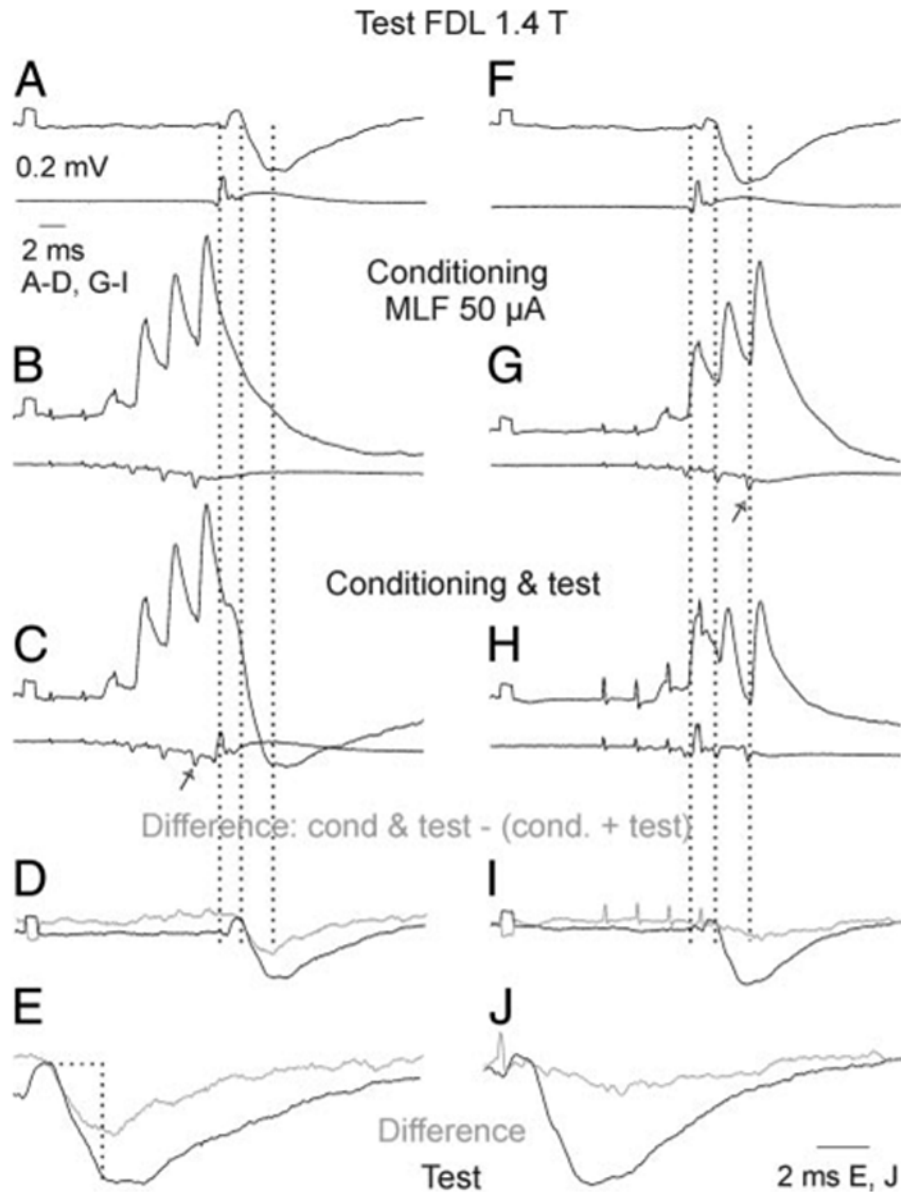 Test FDL 1.4 T
A
F
0.2 mV
2 ms
A-D, G-I
Conditioning
MLF 50 µA
B
G
Conditioning & test
C
H
Difference: cond & test - (cond. + test)
D
I
E
J
Difference
Test
2 ms E, J